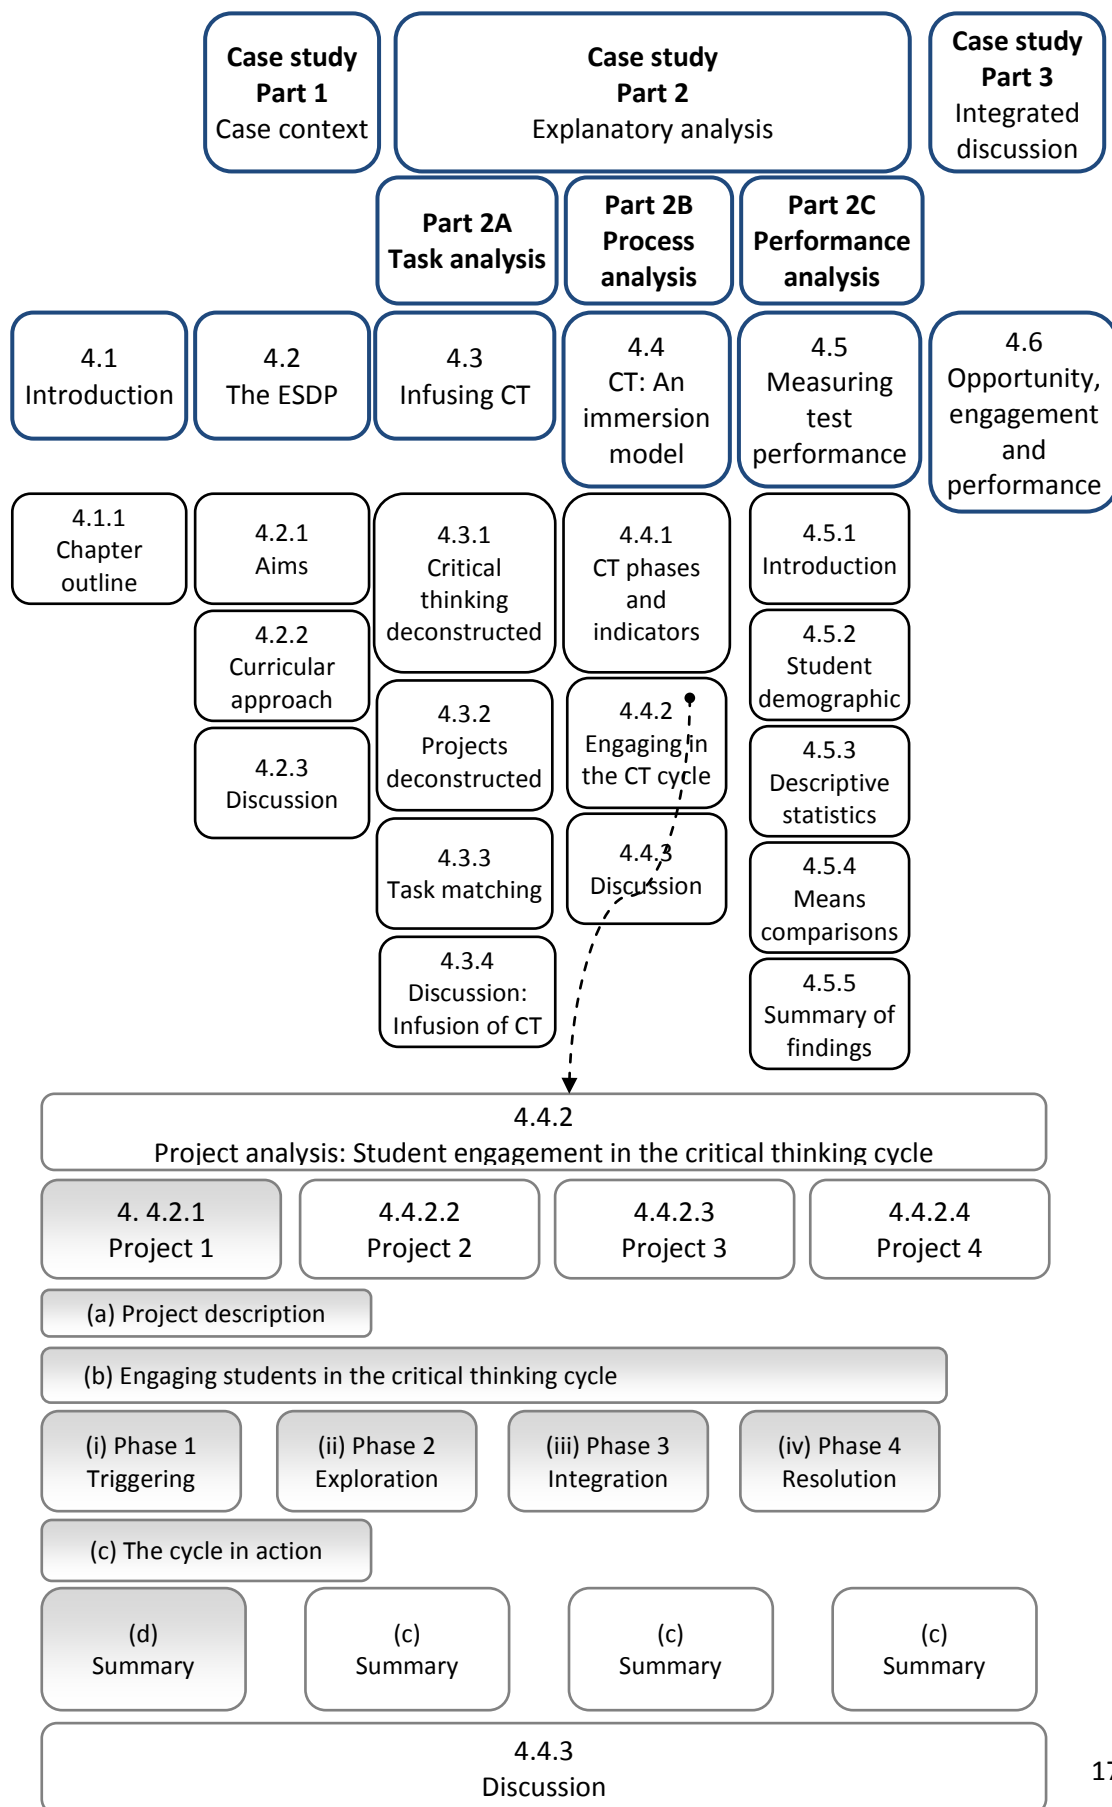 Case study
Part 1
Case context
Case study
Part 2
Explanatory analysis
Case study
Part 3
Integrated
discussion
Part 2A
Task analysis
Part 2B
Process
analysis
Part 2C
Performance
analysis
4.1
Introduction
4.2
The ESDP
4.3
Infusing CT
4.4
CT: An
immersion
model
4.5
Measuring
test
performance
4.6
Opportunity,
engagement
and
performance
4.1.1
Chapter
outline
4.2.1
Aims
4.2.2
Curricular
approach
4.2.3
Discussion
4.3.1
Critical
thinking
deconstructed
4.3.2
Projects
deconstructed
4.3.3
Task matching
4.3.4
Discussion:
Infusion of CT
4.4.1
CT phases
and
indicators
4.4.2
Engaging in
the CT cycle
4.4.3
Discussion
4.5.1
Introduction
4.5.2
Student
demographic
4.5.3
Descriptive
statistics
4.5.4
Means
comparisons
4.5.5
Summary of
findings
4.4.2
Project analysis: Student engagement in the critical thinking cycle
4. 4.2.1
Project 1
4.4.2.2
Project 2
4.4.2.3
Project 3
4.4.2.4
Project 4
(a) Project description
(b) Engaging students in the critical thinking cycle
(i) Phase 1
Triggering
(ii) Phase 2
Exploration
(iii) Phase 3
Integration
(iv) Phase 4
Resolution
(c) The cycle in action
(d)
Summary
(c)
Summary
(c)
Summary
(c)
Summary
4.4.3
Discussion
17